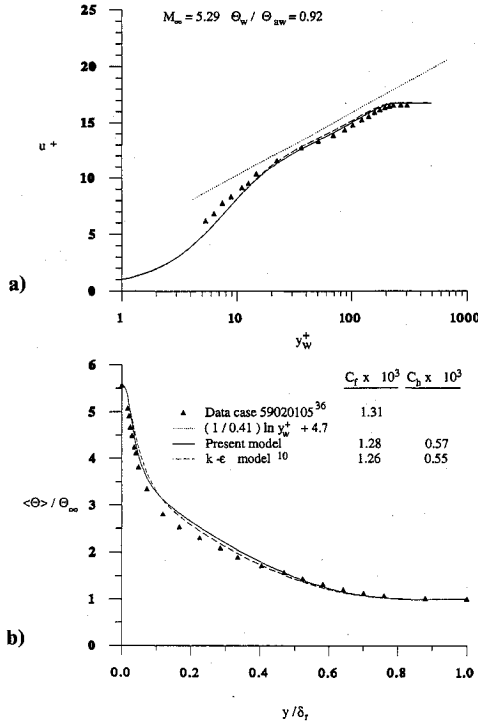 M∞ = 5.29 Θw / Θaw = 0.92
25
20
u+
15
10
5
0
a)
1 10 100 1000
yw+
6
Cf x 10³ Ch x 10³
5
▲ Data case 59020105³⁶ 1.31
(1 / 0.41) ln yw+ + 4.7
4
Present model 1.28 0.57
k -ε model ¹⁰ 1.26 0.55
<Θ> / Θ∞
3
2
1
b)
0
0.0 0.2 0.4 0.6 0.8 1.0
y/δr